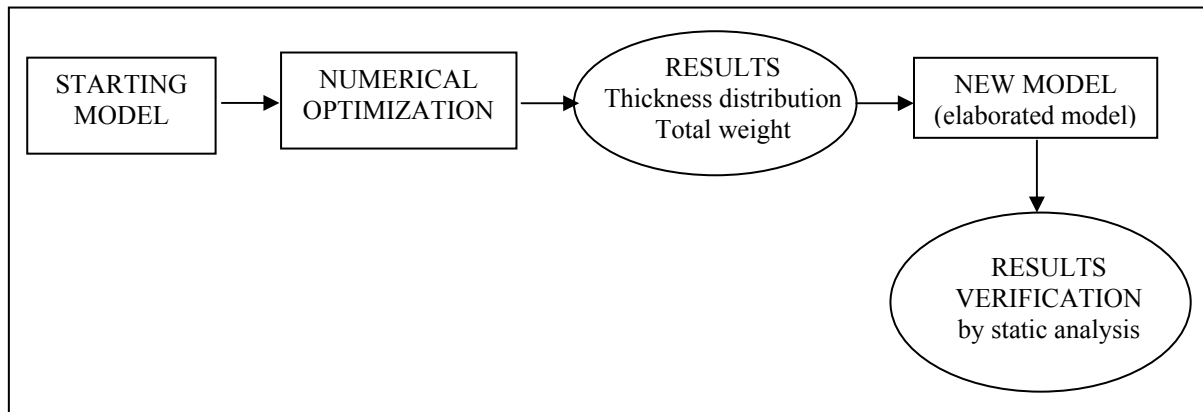 STARTING
MODEL
NUMERICAL
OPTIMIZATION
RESULTS
Thickness distribution
Total weight
NEW MODEL
(elaborated model)
RESULTS
VERIFICATION
by static analysis